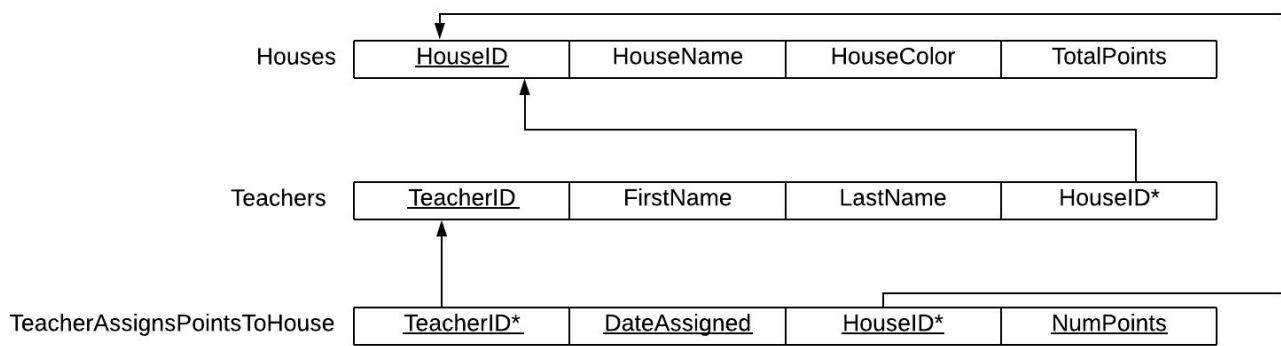 Houses HouseID HouseName HouseColor TotalPoints
Teachers TeacherID FirstName LastName HouseID*
TeacherAssignsPointsToHouse TeacherID* DateAssigned HouseID* NumPoints